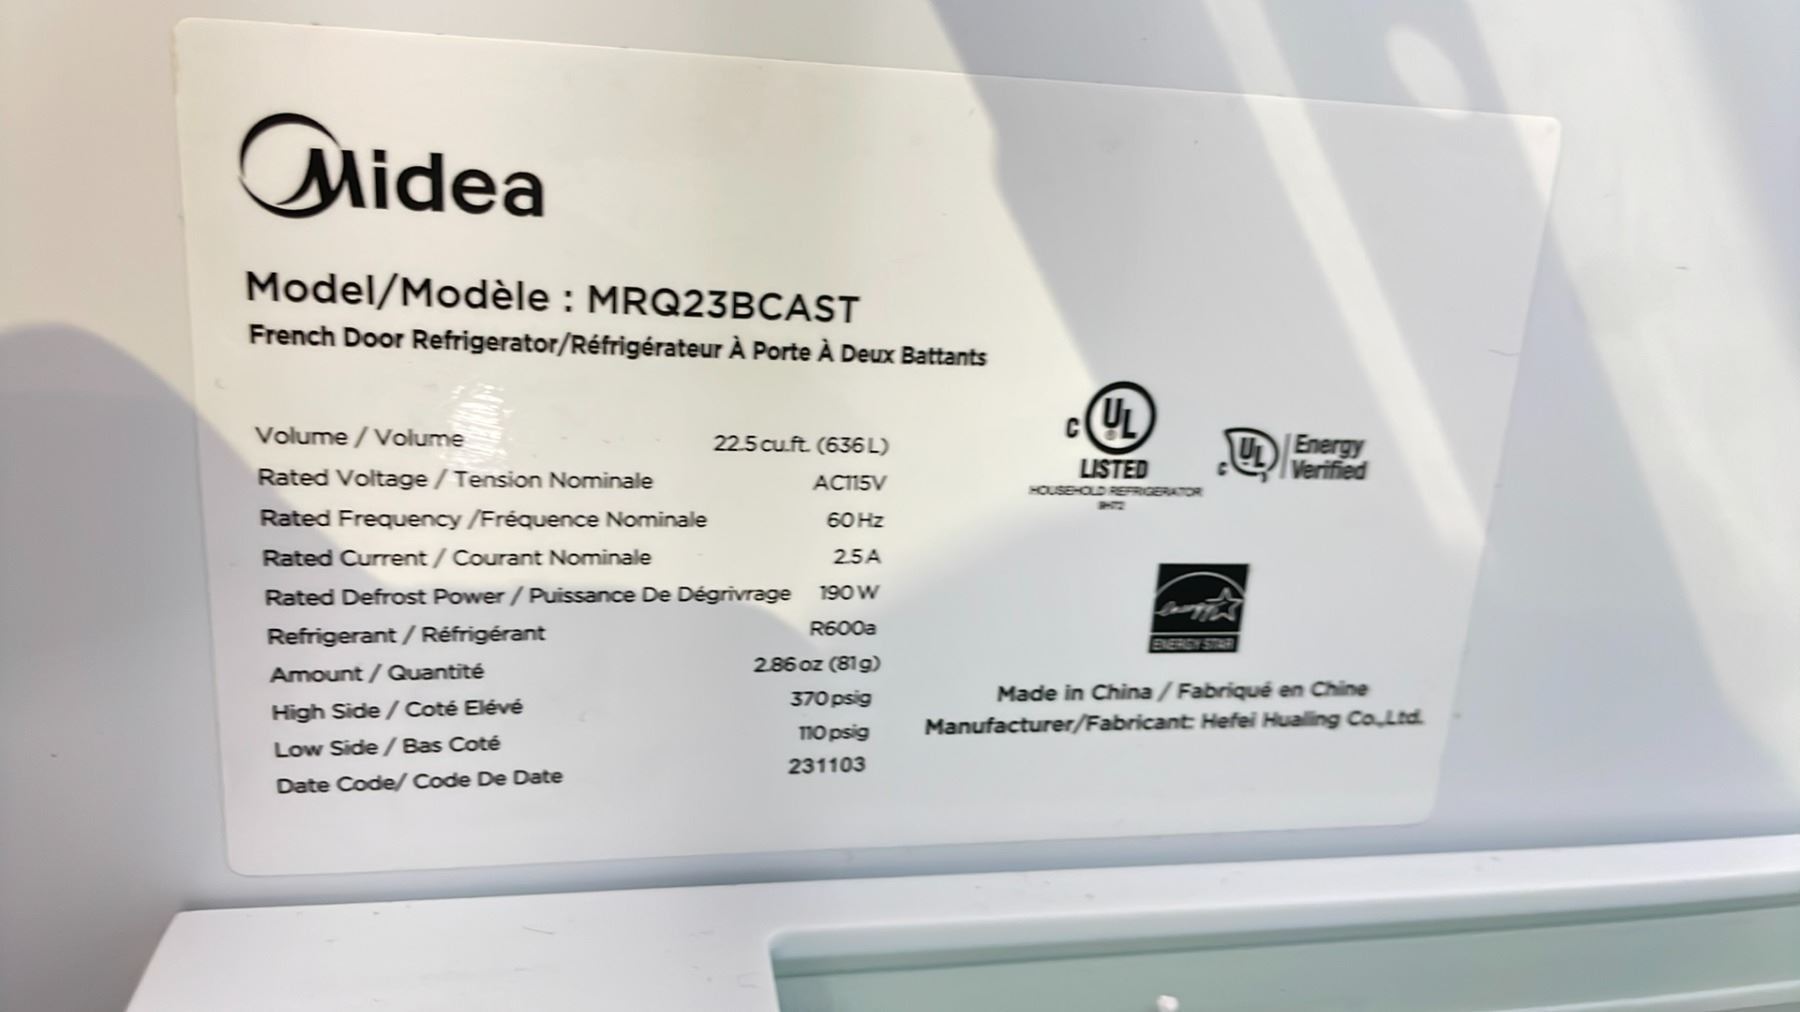 Midea
Model/Modèle : MRQ23BCAST
French Door Refrigerator/Réfrigérateur À Porte À Deux Battants
Volume / Volume 22.5 cu.ft. (636 L)
Rated Voltage / Tension Nominale AC115V
Rated Frequency /Fréquence Nominale 60 Hz
Rated Current / Courant Nominale 2.5 A
Rated Defrost Power / Puissance De Dégrivrage 190 W
Refrigerant / Réfrigérant R600a
Amount / Quantité 2.86 oz (81 g)
High Side / Coté Elévé 370 psig
Low Side / Bas Coté 110 psig
Date Code/ Code De Date 231103
C UL
LISTED
HOUSEHOLD REFRIGERATOR
C UL Energy
Verified
energy
ENERGY STAR
Made in China / Fabriqué en Chine
Manufacturer/Fabricant: Hefei Hualing Co.,Ltd.